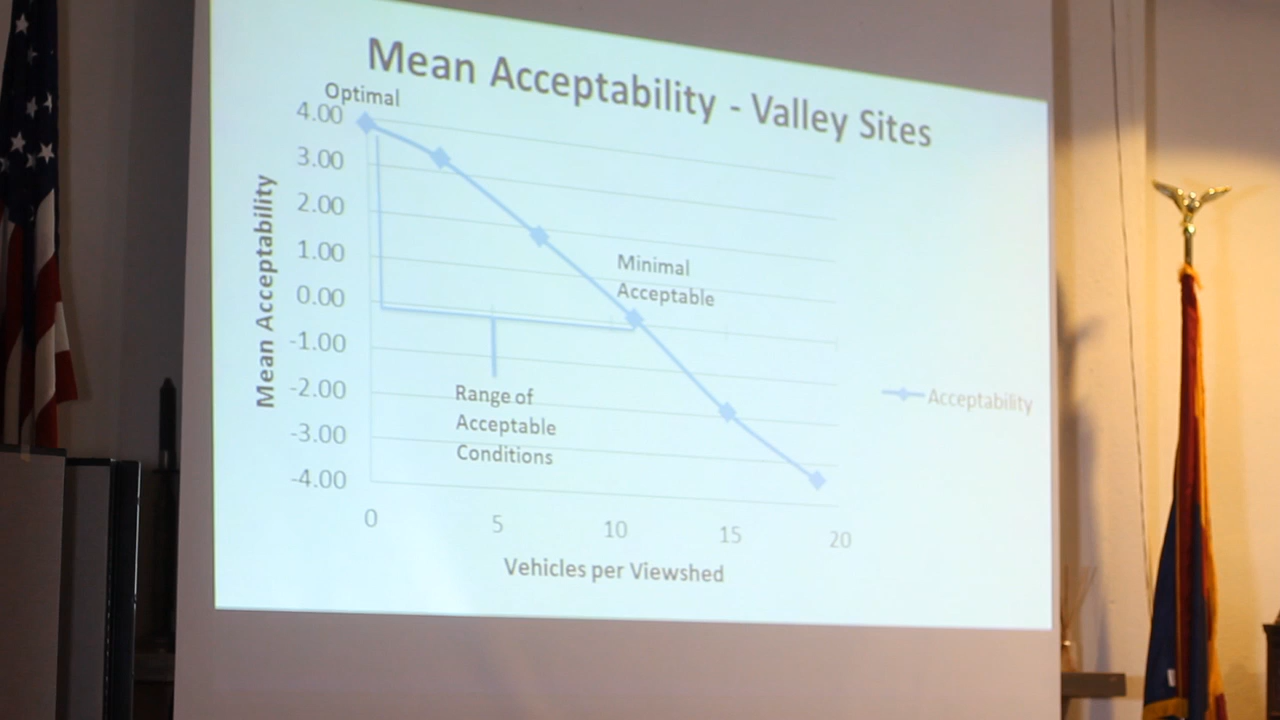 Mean Acceptability - Valley Sites
Optimal
4.00
3.00
2.00
1.00
0.00
-1.00
-2.00
-3.00
-4.00
Mean Acceptability
Minimal
Acceptable
Range of
Acceptable
Conditions
Acceptability
0 5 10 15 20
Vehicles per Viewshed